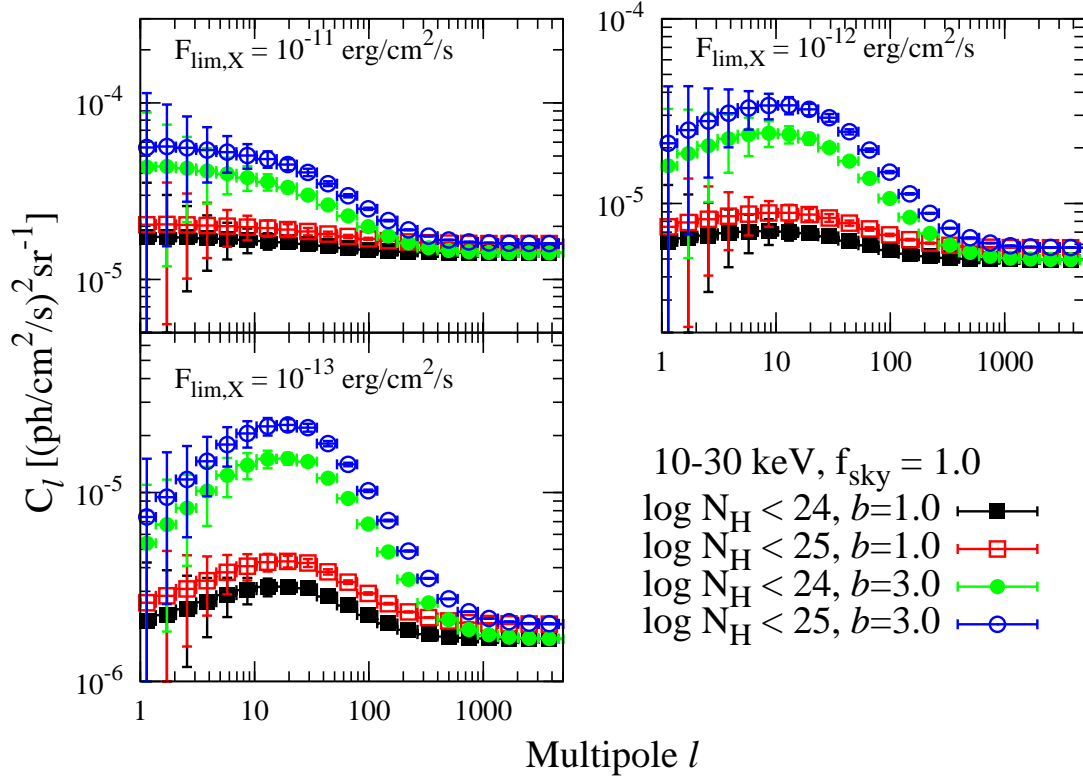 F_lim,X = 10^-11 erg/cm^2/s
10^-4
10^-5
F_lim,X = 10^-12 erg/cm^2/s
10^-4
10^-5
1 10 100 1000
F_lim,X = 10^-13 erg/cm^2/s
10^-5
10^-6
1 10 100 1000
C_l [(ph/cm^2/s)^2 sr^-1]
Multipole l
10-30 keV, f_sky = 1.0
log N_H < 24, b=1.0
log N_H < 25, b=1.0
log N_H < 24, b=3.0
log N_H < 25, b=3.0